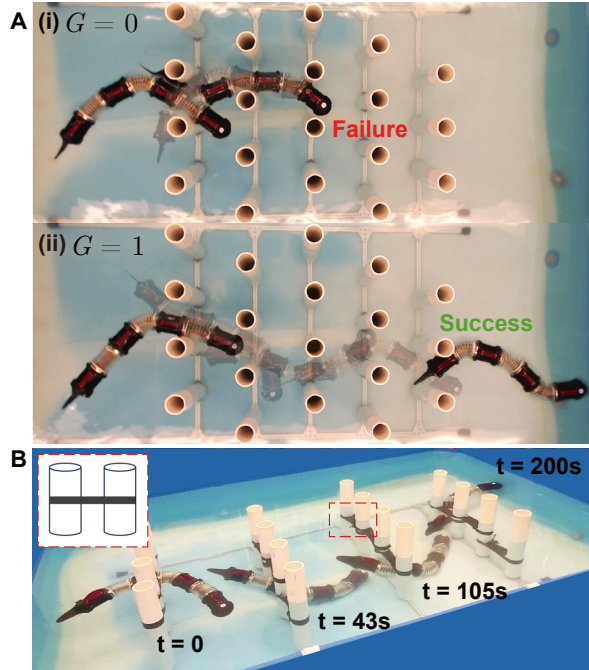 A
(i) G = 0
Failure
(ii) G = 1
Success
B
t = 200s
t = 105s
t = 43s
t = 0